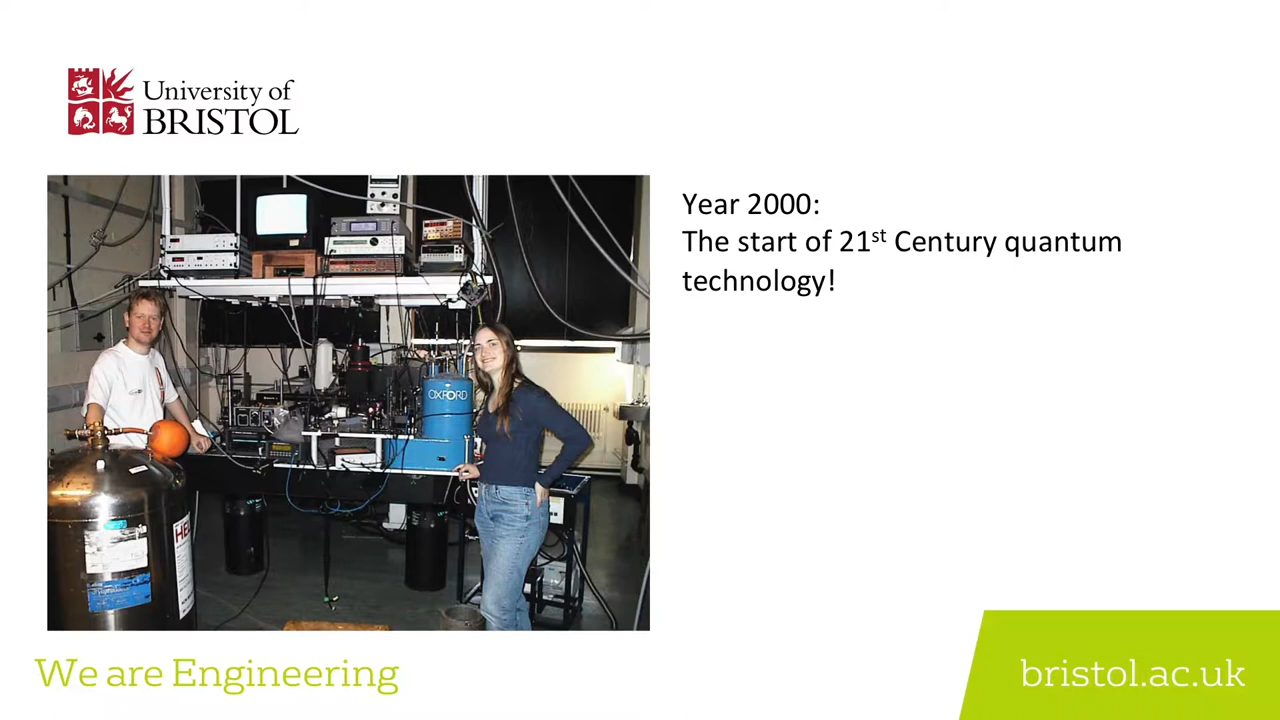 University of
BRISTOL
Year 2000:
The start of 21st Century quantum
technology!
OXFORD
HEL
We are Engineering
bristol.ac.uk